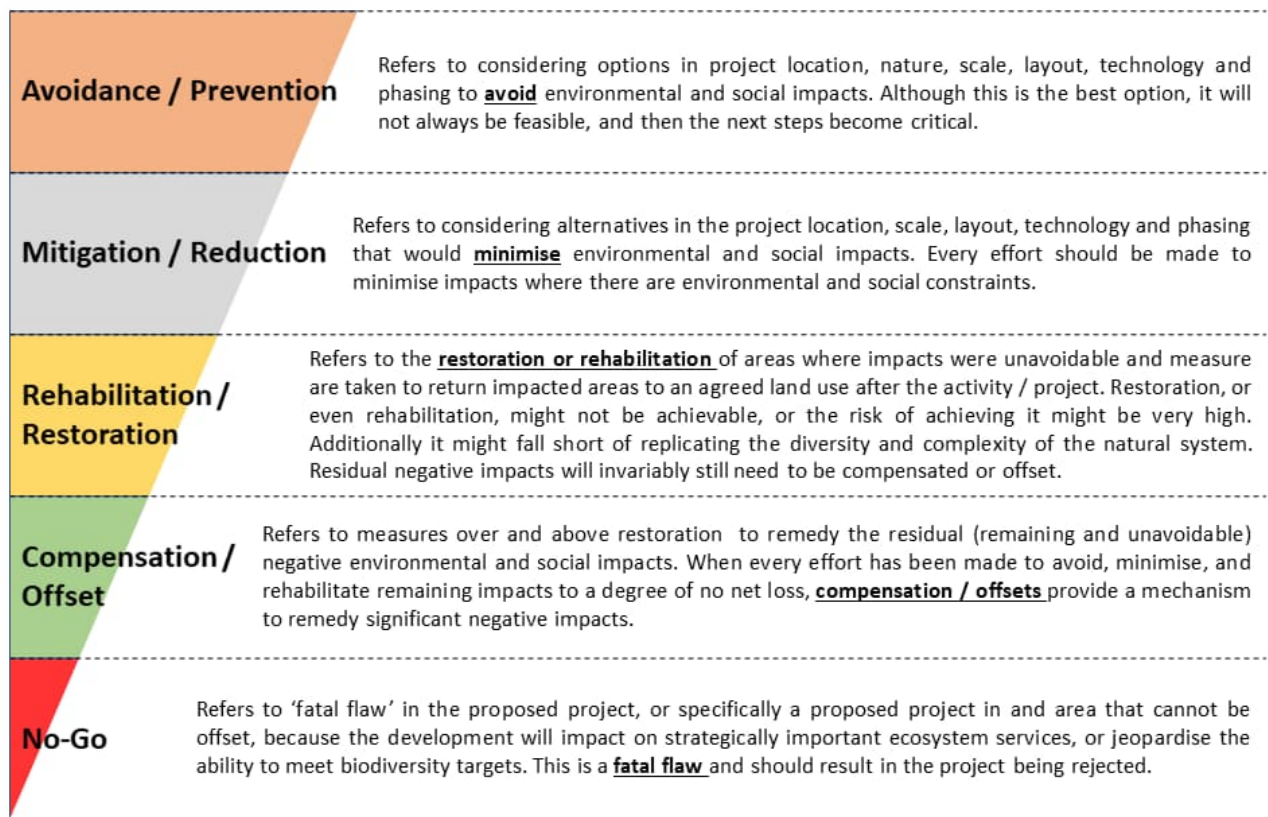 Avoidance / Prevention
Refers to considering options in project location, nature, scale, layout, technology and
phasing to avoid environmental and social impacts. Although this is the best option, it will
not always be feasible, and then the next steps become critical.
Mitigation / Reduction
Refers to considering alternatives in the project location, scale, layout, technology and phasing
that would minimise environmental and social impacts. Every effort should be made to
minimise impacts where there are environmental and social constraints.
Rehabilitation /
Restoration
Refers to the restoration or rehabilitation of areas where impacts were unavoidable and measure
are taken to return impacted areas to an agreed land use after the activity / project. Restoration, or
even rehabilitation, might not be achievable, or the risk of achieving it might be very high.
Additionally it might fall short of replicating the diversity and complexity of the natural system.
Residual negative impacts will invariably still need to be compensated or offset.
Compensation /
Offset
Refers to measures over and above restoration to remedy the residual (remaining and unavoidable)
negative environmental and social impacts. When every effort has been made to avoid, minimise, and
rehabilitate remaining impacts to a degree of no net loss, compensation / offsets provide a mechanism
to remedy significant negative impacts.
No-Go
Refers to ‘fatal flaw’ in the proposed project, or specifically a proposed project in and area that cannot be
offset, because the development will impact on strategically important ecosystem services, or jeopardise the
ability to meet biodiversity targets. This is a fatal flaw and should result in the project being rejected.